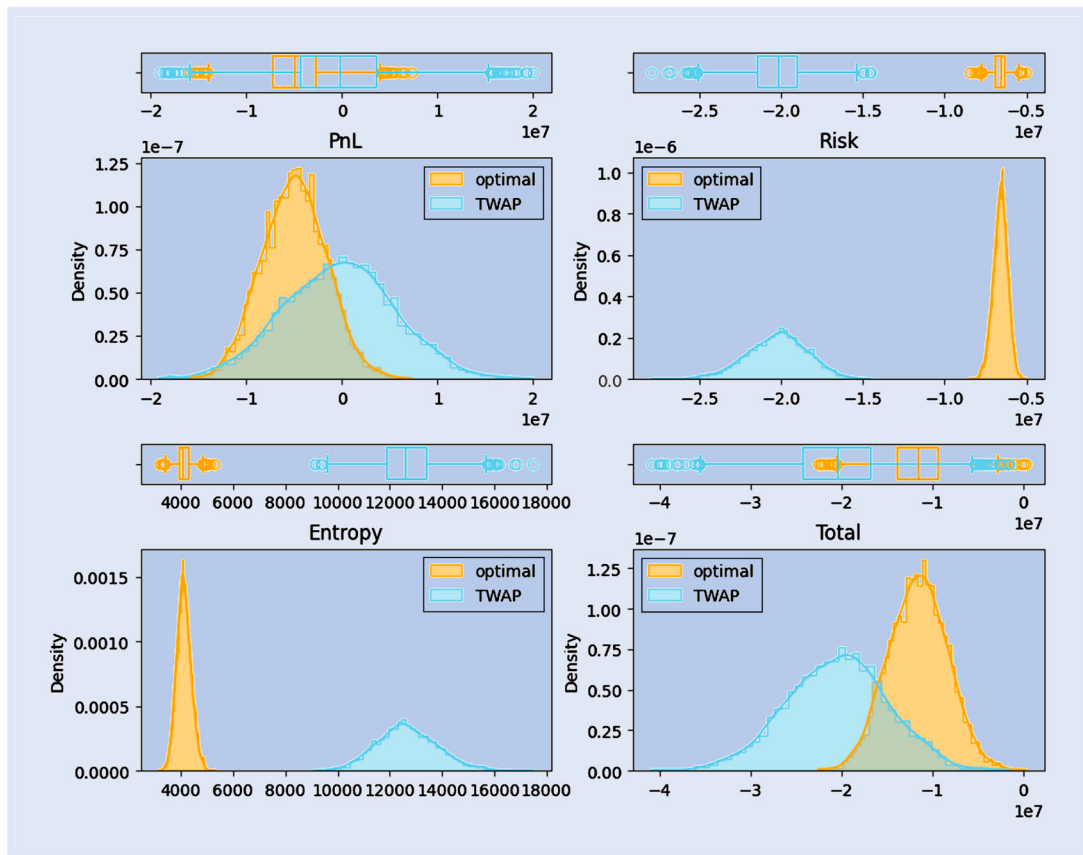 −2 −1 0 1 2
1e7
−2.5 −2.0 −1.5 −1.0 −0.5
1e7
1e−7
PnL
1.25
1.00
0.75
0.50
0.25
0.00
Density
optimal
TWAP
−2 −1 0 1 2
1e7
1e−6
Risk
1.0
0.8
0.6
0.4
0.2
0.0
Density
optimal
TWAP
−2.5 −2.0 −1.5 −1.0 −0.5
1e7
4000 6000 8000 10000 12000 14000 16000 18000
−4 −3 −2 −1 0
1e7
Entropy
0.0015
0.0010
0.0005
0.0000
Density
optimal
TWAP
4000 6000 8000 10000 12000 14000 16000 18000
1e−7
Total
1.25
1.00
0.75
0.50
0.25
0.00
Density
optimal
TWAP
−4 −3 −2 −1 0
1e7